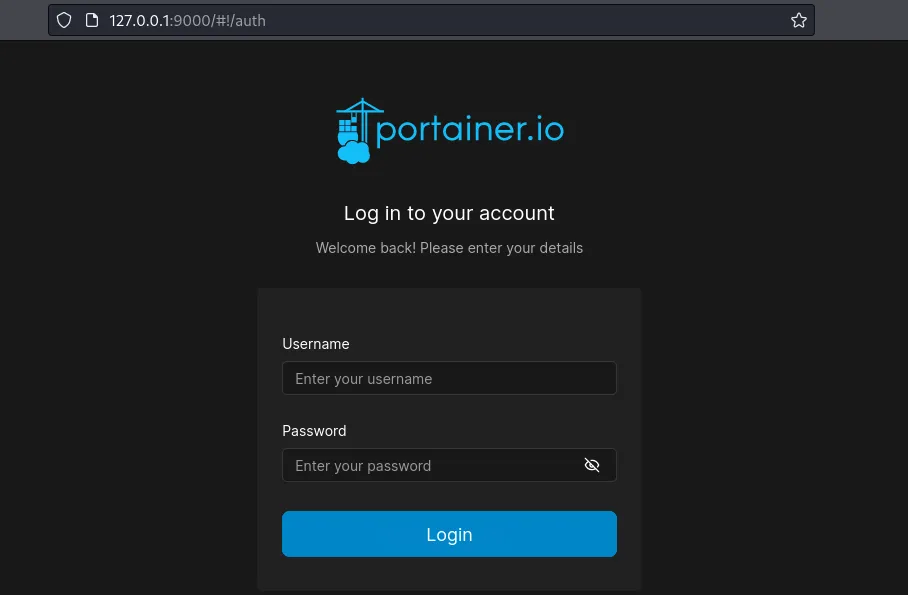 127.0.0.1:9000/#!/auth
portainer.io
Log in to your account
Welcome back! Please enter your details
Username
Enter your username
Password
Enter your password
Login